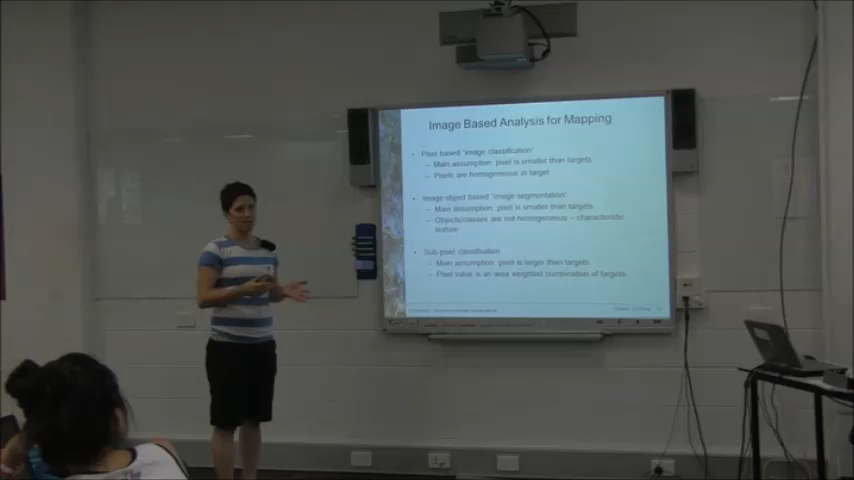 Image Based Analysis for Mapping
• Pixel based 'image classification'
– Main assumption: pixel is smaller than targets
– Pixels are homogeneous in target
• Image object based 'image segmentation'
– Main assumption: pixel is smaller than targets
– Objects/classes are not homogeneous – characteristic
texture
• Sub-pixel classification
– Main assumption: pixel is larger than targets
– Pixel value is an area weighted combination of targets